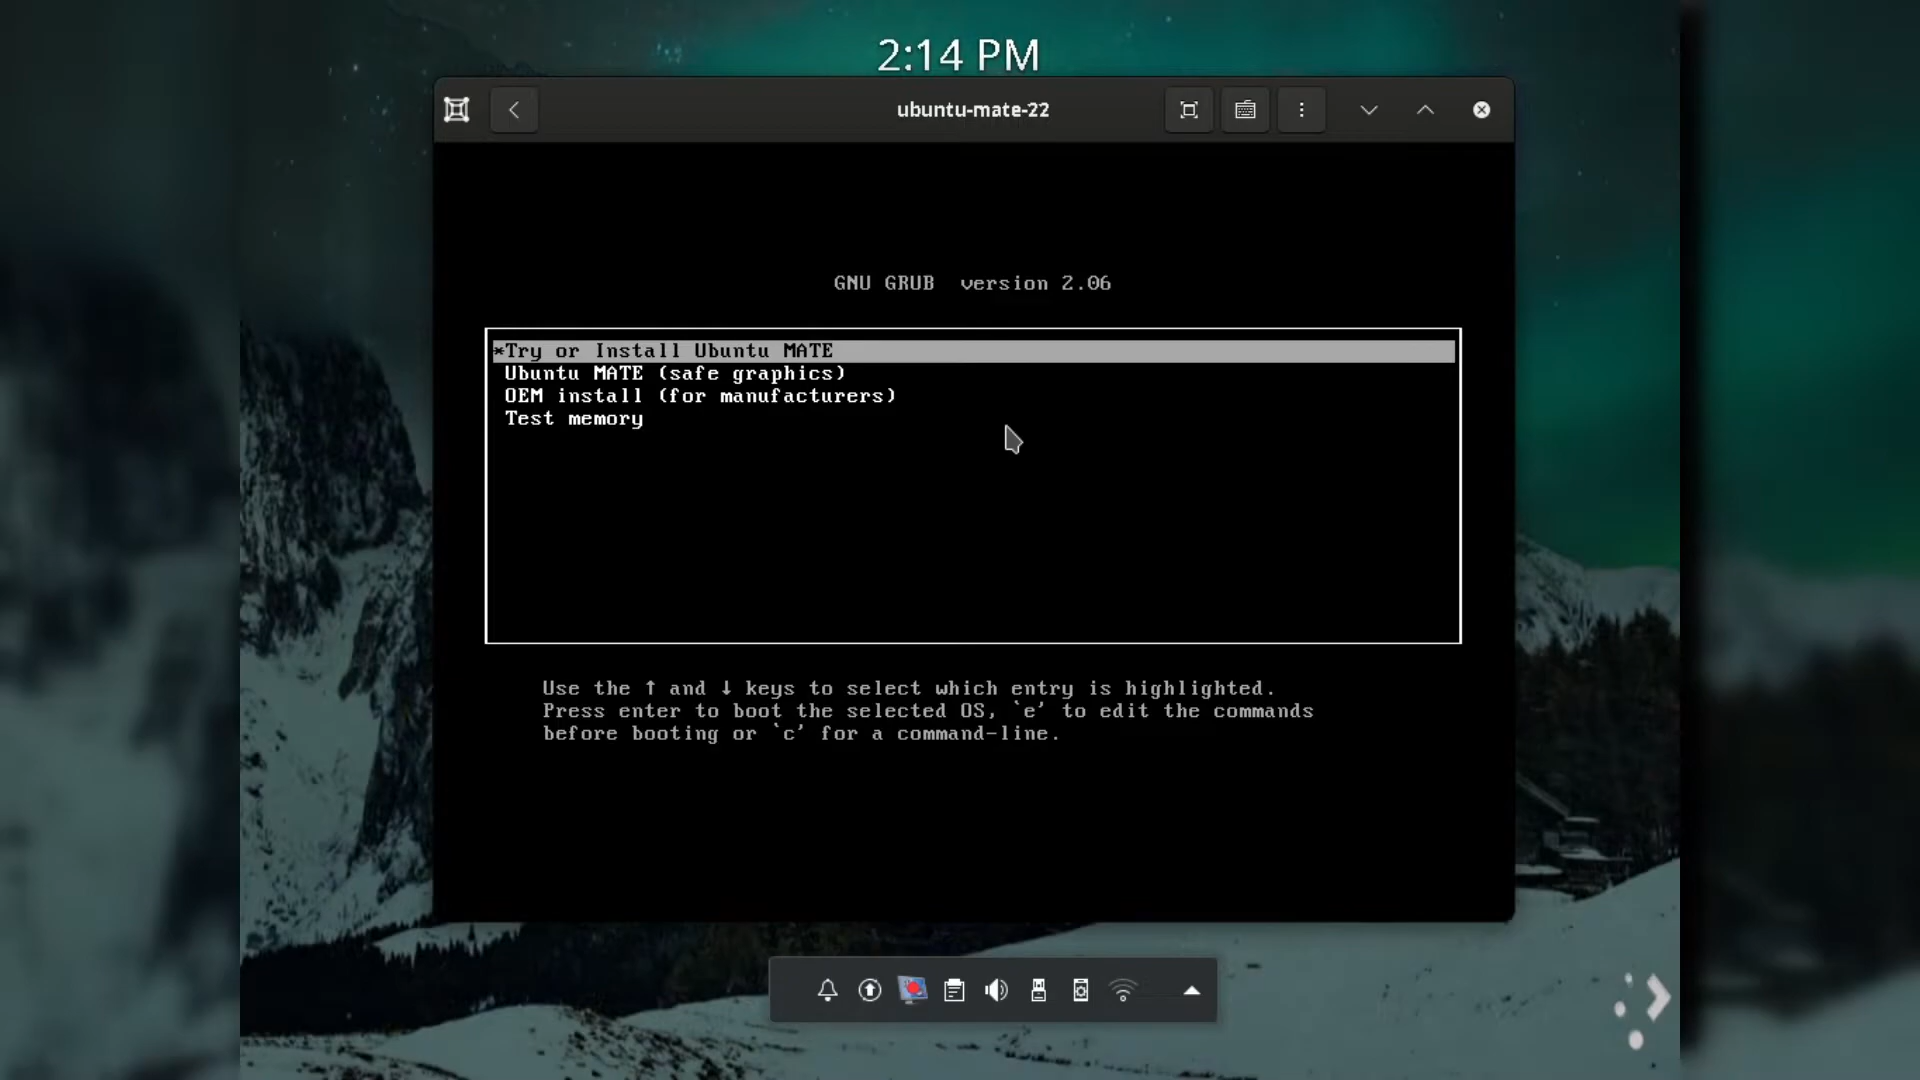 2:14 PM
ubuntu-mate-22
GNU GRUB  version 2.06
*Try or Install Ubuntu MATE
Ubuntu MATE (safe graphics)
OEM install (for manufacturers)
Test memory
Use the ↑ and ↓ keys to select which entry is highlighted.
Press enter to boot the selected OS, `e' to edit the commands
before booting or `c' for a command-line.